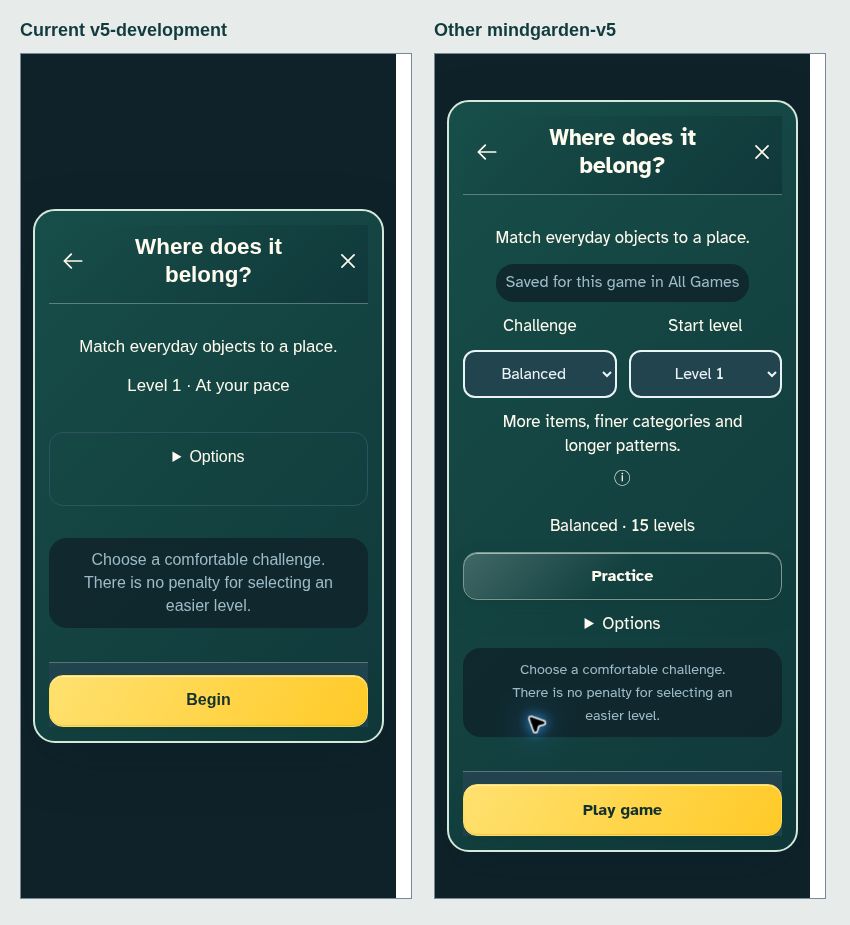 Current v5-development
Where does it
belong?
Match everyday objects to a place.
Level 1 · At your pace
▶ Options
Choose a comfortable challenge.
There is no penalty for selecting an
easier level.
Begin
Other mindgarden-v5
Where does it
belong?
Match everyday objects to a place.
Saved for this game in All Games
Challenge
Start level
Balanced
Level 1
More items, finer categories and
longer patterns.
ⓘ
Balanced · 15 levels
Practice
▶ Options
Choose a comfortable challenge.
There is no penalty for selecting an
easier level.
Play game